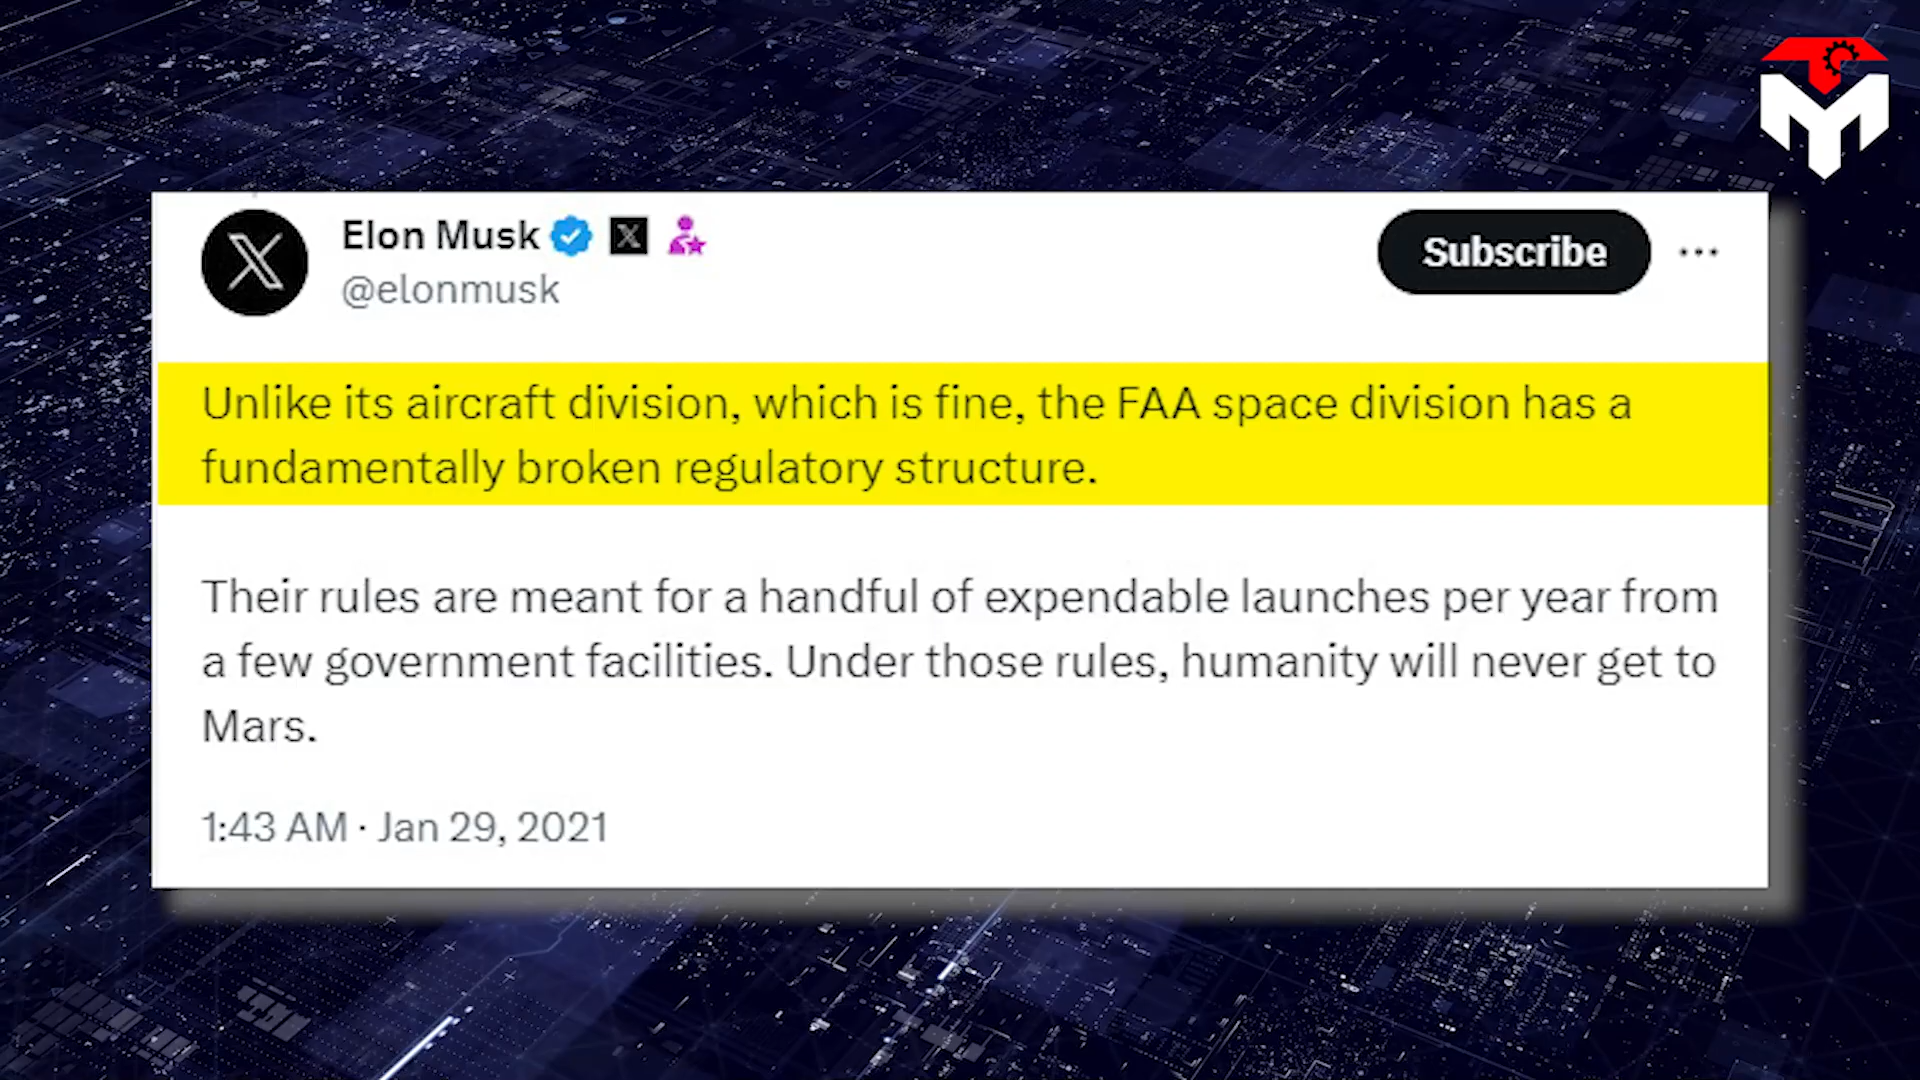 Elon Musk
@elonmusk
Subscribe
Unlike its aircraft division, which is fine, the FAA space division has a
fundamentally broken regulatory structure.
Their rules are meant for a handful of expendable launches per year from
a few government facilities. Under those rules, humanity will never get to
Mars.
1:43 AM · Jan 29, 2021